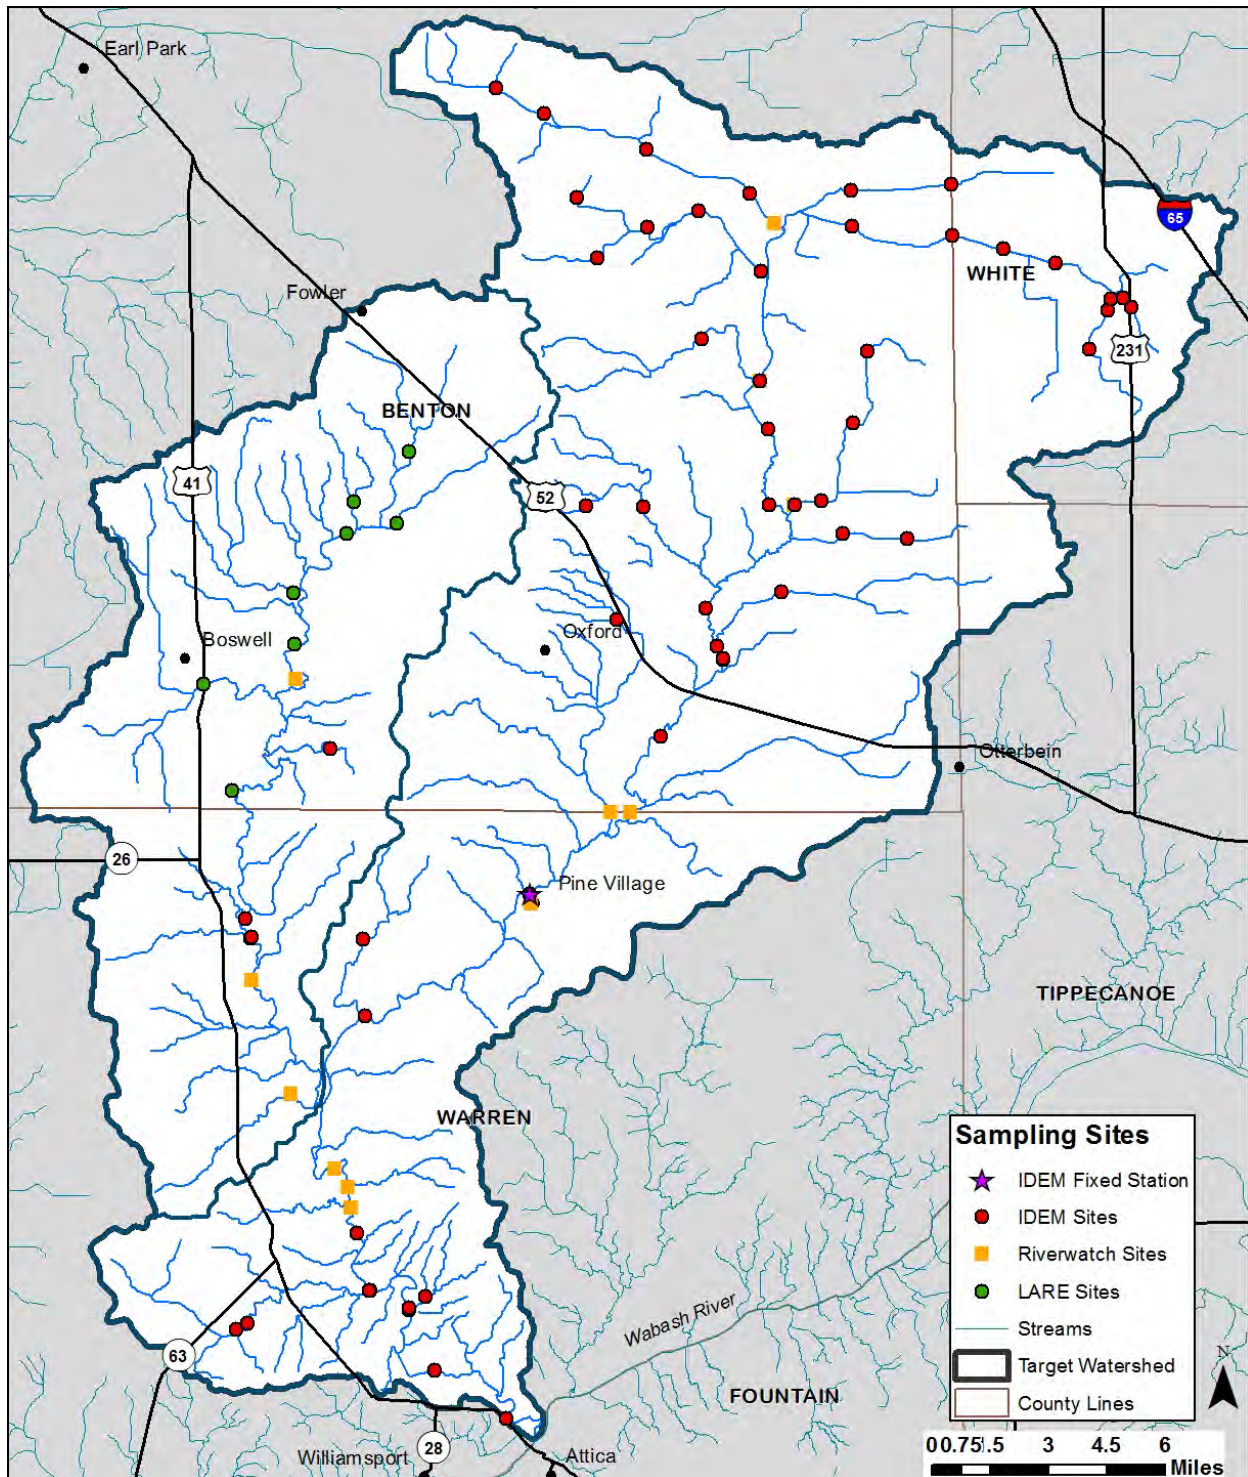 Earl Park
65
WHITE
Fowler
231
BENTON
41
52
Boswell
Oxford
Otterbein
26
Pine Village
TIPPECANOE
WARREN
Sampling Sites
IDEM Fixed Station
IDEM Sites
Riverwatch Sites
LARE Sites
Streams
Target Watershed
County Lines
N
Wabash River
63
FOUNTAIN
28
Williamsport
Attica
0 0.75 1.5 3 4.5 6
Miles